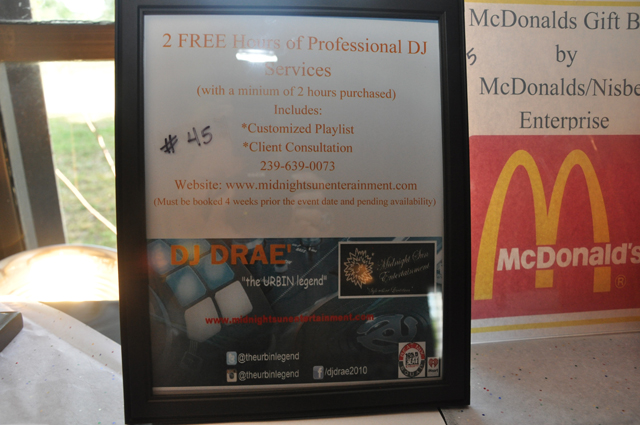 2 FREE Hours of Professional DJ
Services
(with a minium of 2 hours purchased)
Includes:
*Customized Playlist
*Client Consultation
239-639-0073
Website: www.midnightsunenterainment.com
(Must be booked 4 weeks prior the event date and pending availability)
# 45
DJ DRAE'
"the URBIN legend"
Midnight Sun
Entertainment
www.midnightsunentertainment.com
@theurbinlegend
@theurbinlegend
/djdrae2010
McDonalds Gift B
by
McDonalds/Nisbe
Enterprise
McDonald's